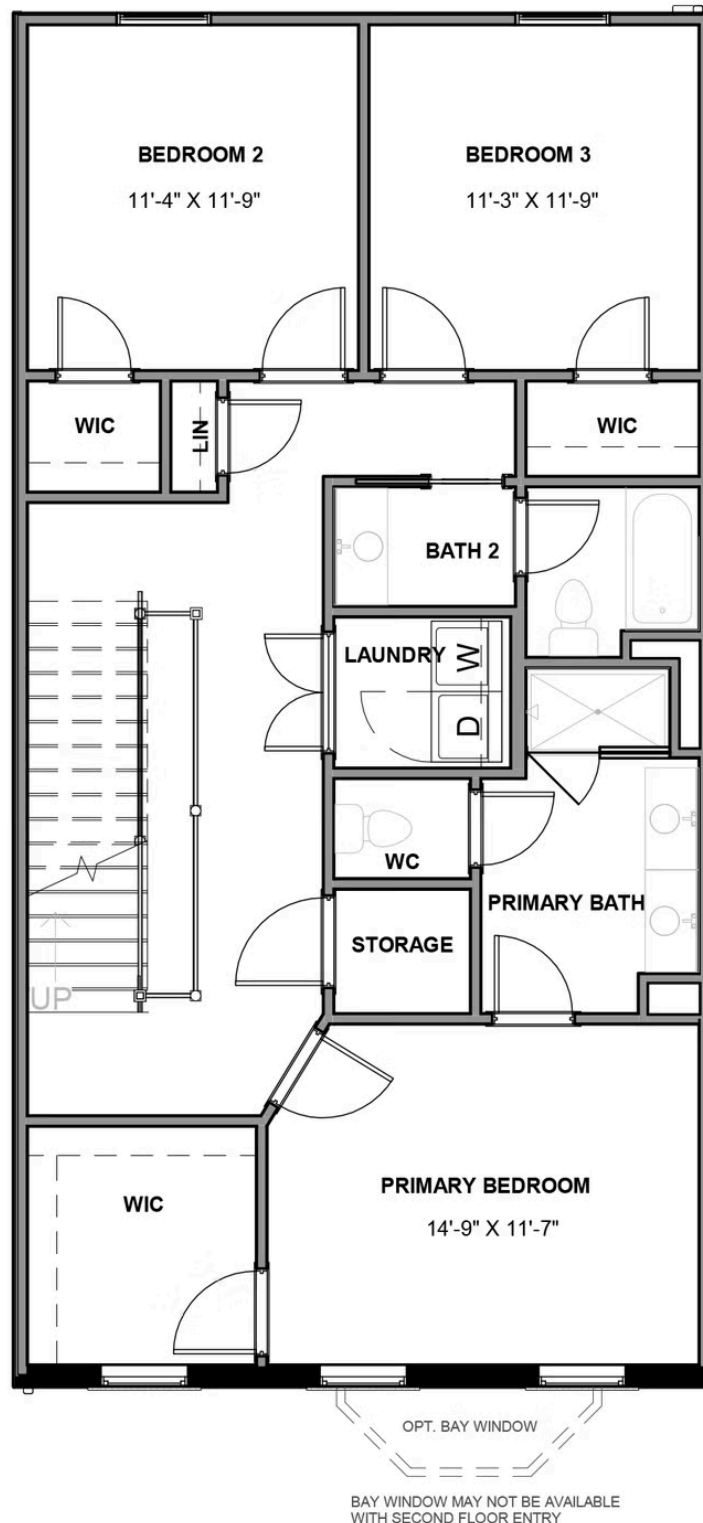 BEDROOM 2
11'-4" X 11'-9"
BEDROOM 3
11'-3" X 11'-9"
WIC
LIN
WIC
BATH 2
LAUNDRY
W
D
WC
PRIMARY BATH
STORAGE
UP
PRIMARY BEDROOM
14'-9" X 11'-7"
WIC
OPT. BAY WINDOW
BAY WINDOW MAY NOT BE AVAILABLE
WITH SECOND FLOOR ENTRY